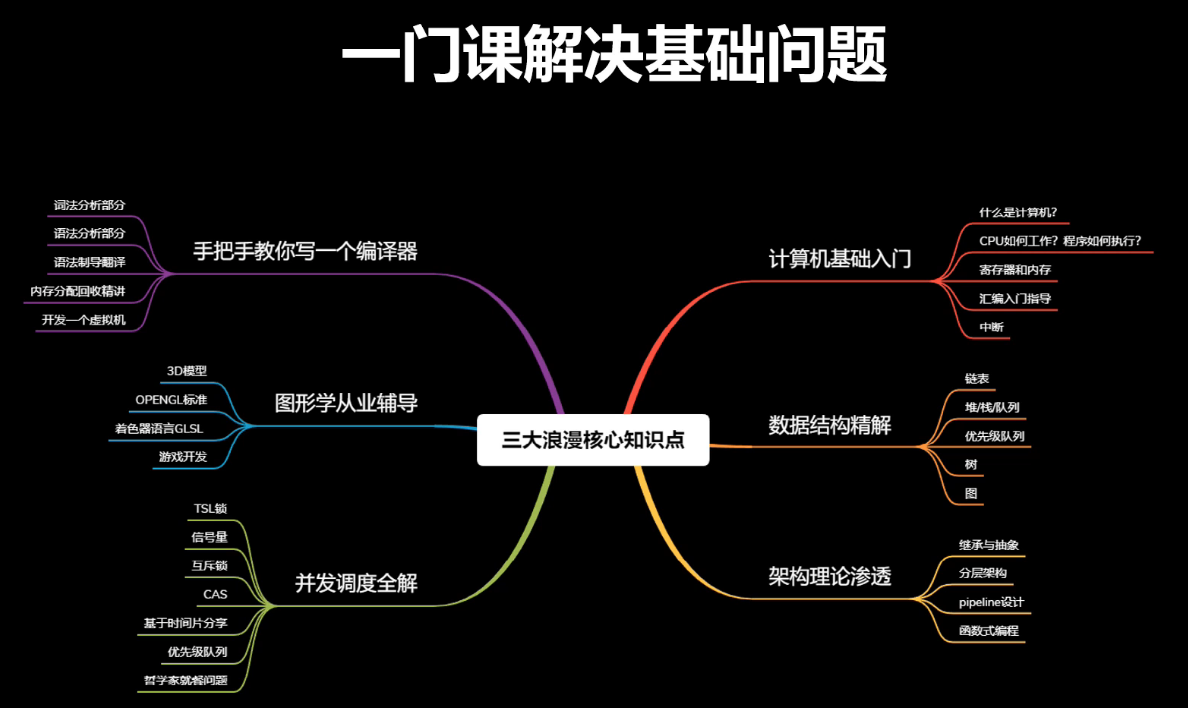 一门课解决基础问题
三大浪漫核心知识点
手把手教你写一个编译器
词法分析部分
语法分析部分
语法制导翻译
内存分配回收精讲
开发一个虚拟机
图形学从业辅导
3D模型
OPENGL标准
着色器语言GLSL
游戏开发
并发调度全解
TSL锁
信号量
互斥锁
CAS
基于时间片分享
优先级队列
哲学家就餐问题
计算机基础入门
什么是计算机?
CPU如何工作? 程序如何执行?
寄存器和内存
汇编入门指导
中断
数据结构精解
链表
堆/栈/队列
优先级队列
树
图
架构理论渗透
继承与抽象
分层架构
pipeline设计
函数式编程